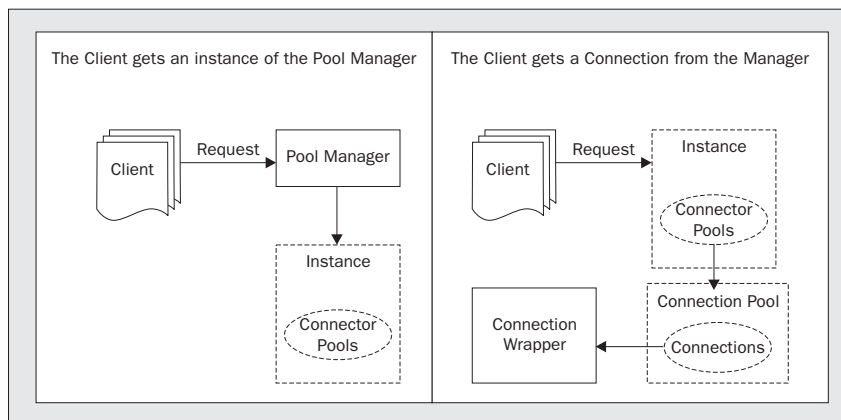 The Client gets an instance of the Pool Manager
Client
Request
Pool Manager
Instance
Connector
Pools
The Client gets a Connection from the Manager
Client
Request
Instance
Connector
Pools
Connection Pool
Connections
Connection
Wrapper